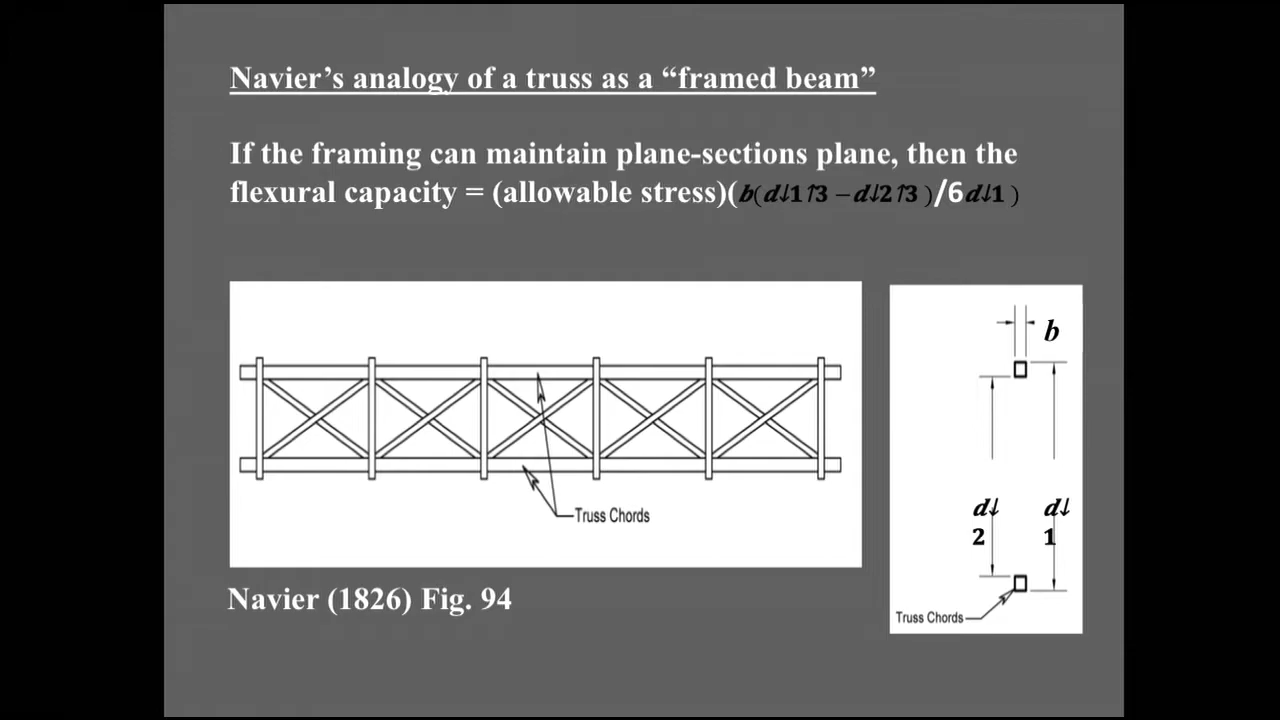 Navier’s analogy of a truss as a “framed beam”
If the framing can maintain plane-sections plane, then the
flexural capacity = (allowable stress)(b(d↓1↑3 – d↓2↑3 )/6d↓1 )
b
Truss Chords
d↓
2
d↓
1
Truss Chords
Navier (1826) Fig. 94